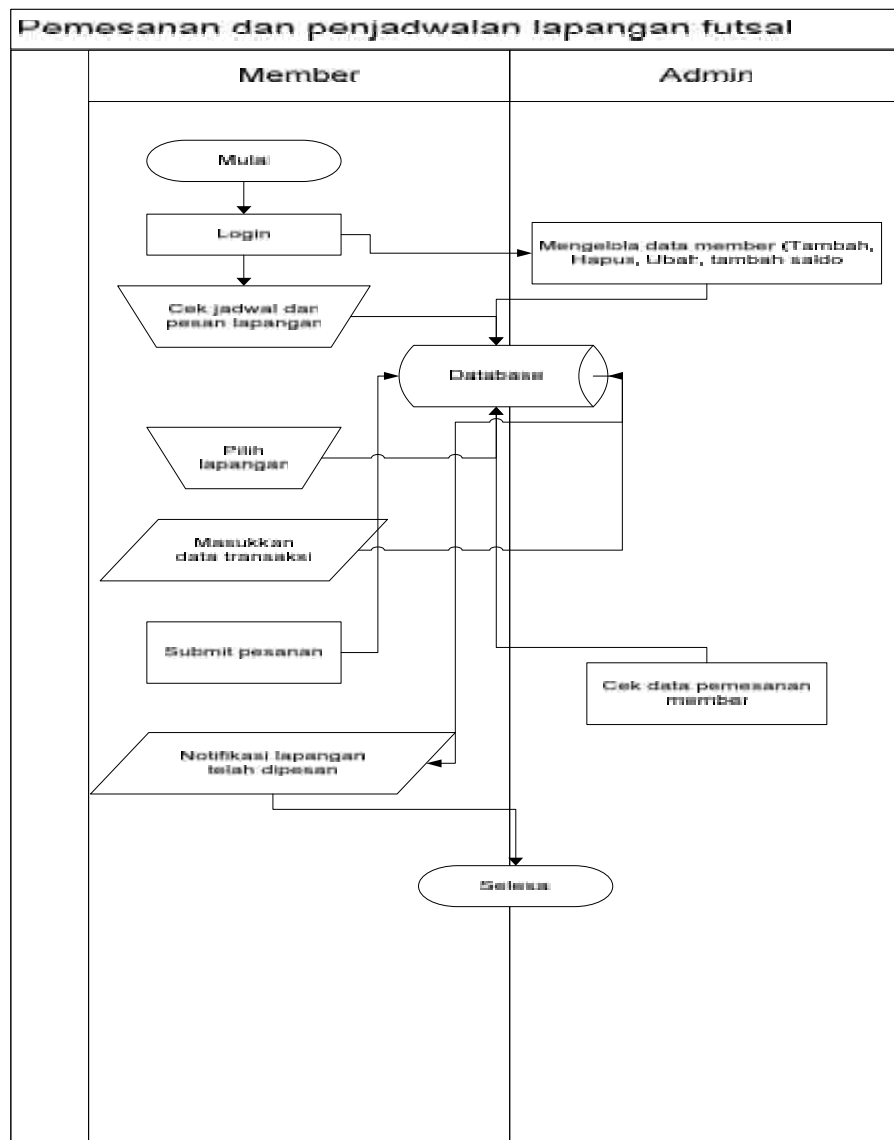 Pemesanan dan penjadwalan lapangan futsal
Member
Admin
Mulai
Login
Mengelola data member (Tambah,
Hapus, Ubah, tambah saldo
Cek jadwal dan
pesan lapangan
Database
Pilih
lapangan
Masukkan
data transaksi
Submit pesanan
Cek data pemesanan
member
Notifikasi lapangan
telah dipesan
Selesa